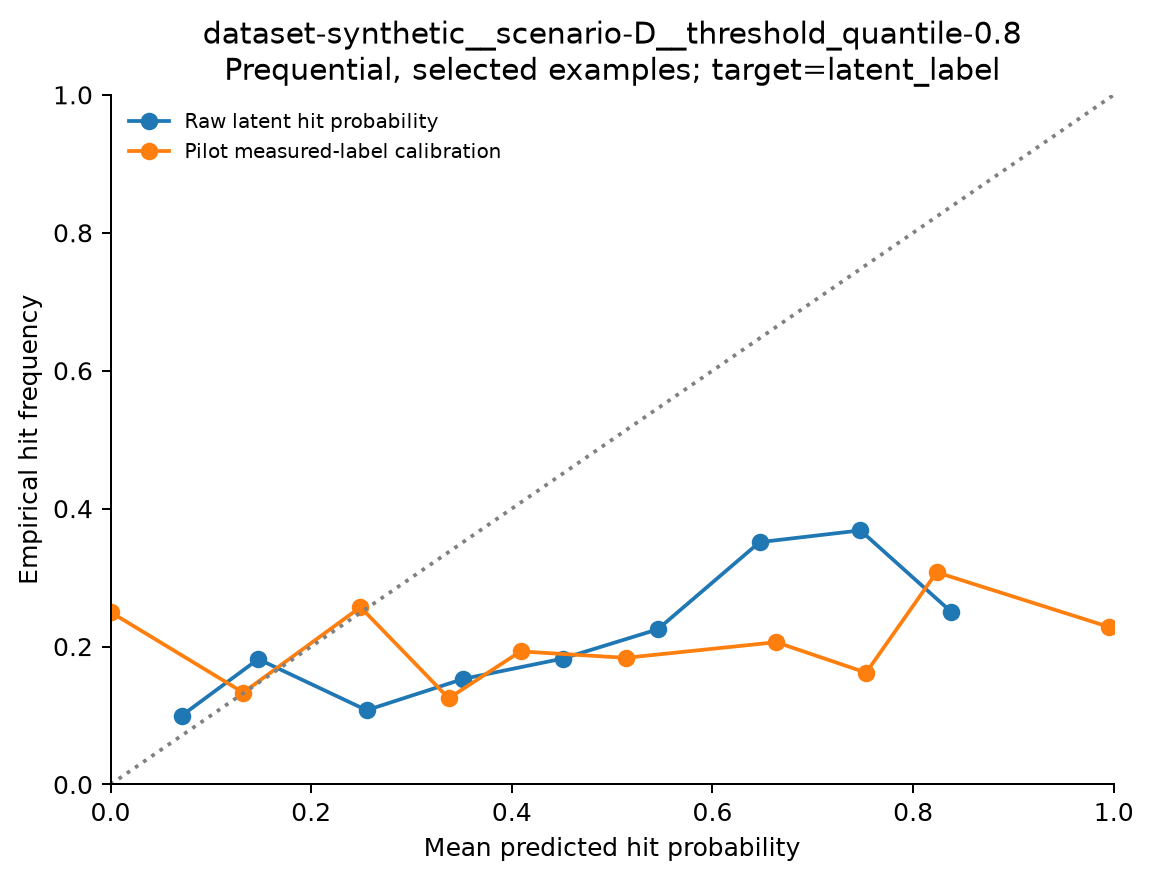 dataset-synthetic__scenario-D__threshold_quantile-0.8
Prequential, selected examples; target=latent_label
Raw latent hit probability
Pilot measured-label calibration
Empirical hit frequency
1.0
0.8
0.6
0.4
0.2
0.0
0.0 0.2 0.4 0.6 0.8 1.0
Mean predicted hit probability